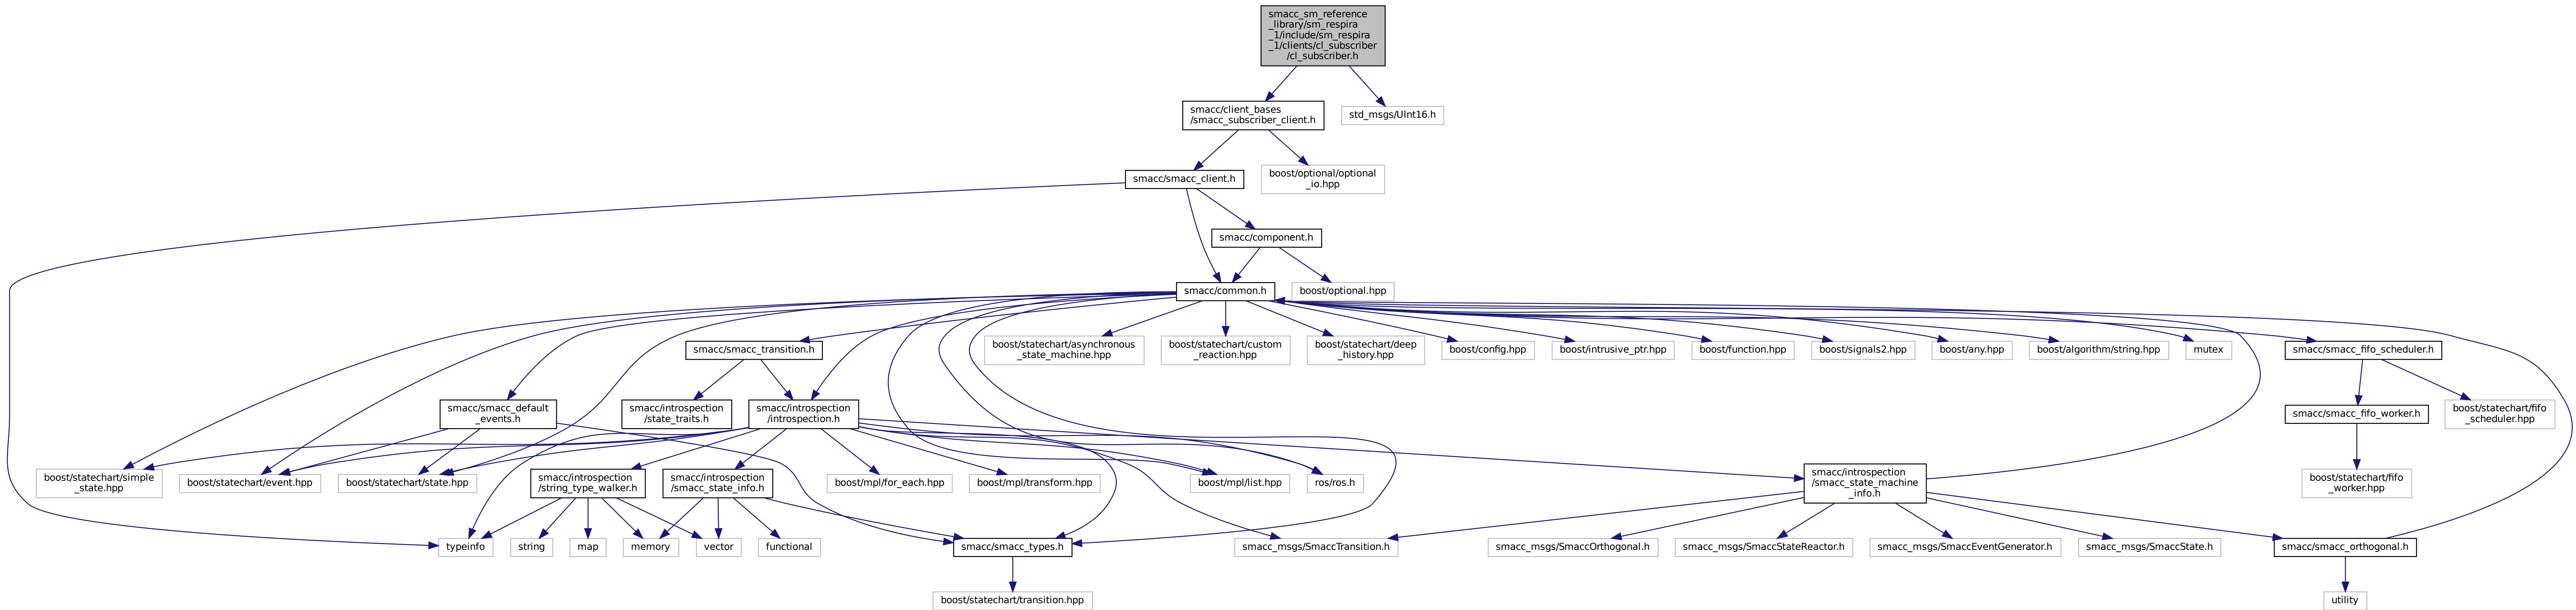 smacc_sm_reference
_library/sm_respira
_1/include/sm_respira
_1/clients/cl_subscriber
/cl_subscriber.h
smacc/client_bases
/smacc_subscriber_client.h
std_msgs/UInt16.h
smacc/smacc_client.h
boost/optional/optional
_io.hpp
smacc/component.h
smacc/common.h
boost/optional.hpp
smacc/smacc_transition.h
boost/statechart/asynchronous
_state_machine.hpp
boost/statechart/custom
_reaction.hpp
boost/statechart/deep
_history.hpp
boost/config.hpp
boost/intrusive_ptr.hpp
boost/function.hpp
boost/signals2.hpp
boost/any.hpp
boost/algorithm/string.hpp
mutex
smacc/smacc_fifo_scheduler.h
smacc/smacc_default
_events.h
smacc/introspection
/state_traits.h
smacc/introspection
/introspection.h
smacc/smacc_fifo_worker.h
boost/statechart/fifo
_scheduler.hpp
boost/statechart/simple
_state.hpp
boost/statechart/event.hpp
boost/statechart/state.hpp
smacc/introspection
/string_type_walker.h
smacc/introspection
/smacc_state_info.h
boost/mpl/for_each.hpp
boost/mpl/transform.hpp
boost/mpl/list.hpp
ros/ros.h
smacc/introspection
/smacc_state_machine
_info.h
boost/statechart/fifo
_worker.hpp
typeinfo
string
map
memory
vector
functional
smacc/smacc_types.h
smacc_msgs/SmaccTransition.h
smacc_msgs/SmaccOrthogonal.h
smacc_msgs/SmaccStateReactor.h
smacc_msgs/SmaccEventGenerator.h
smacc_msgs/SmaccState.h
smacc/smacc_orthogonal.h
boost/statechart/transition.hpp
utility